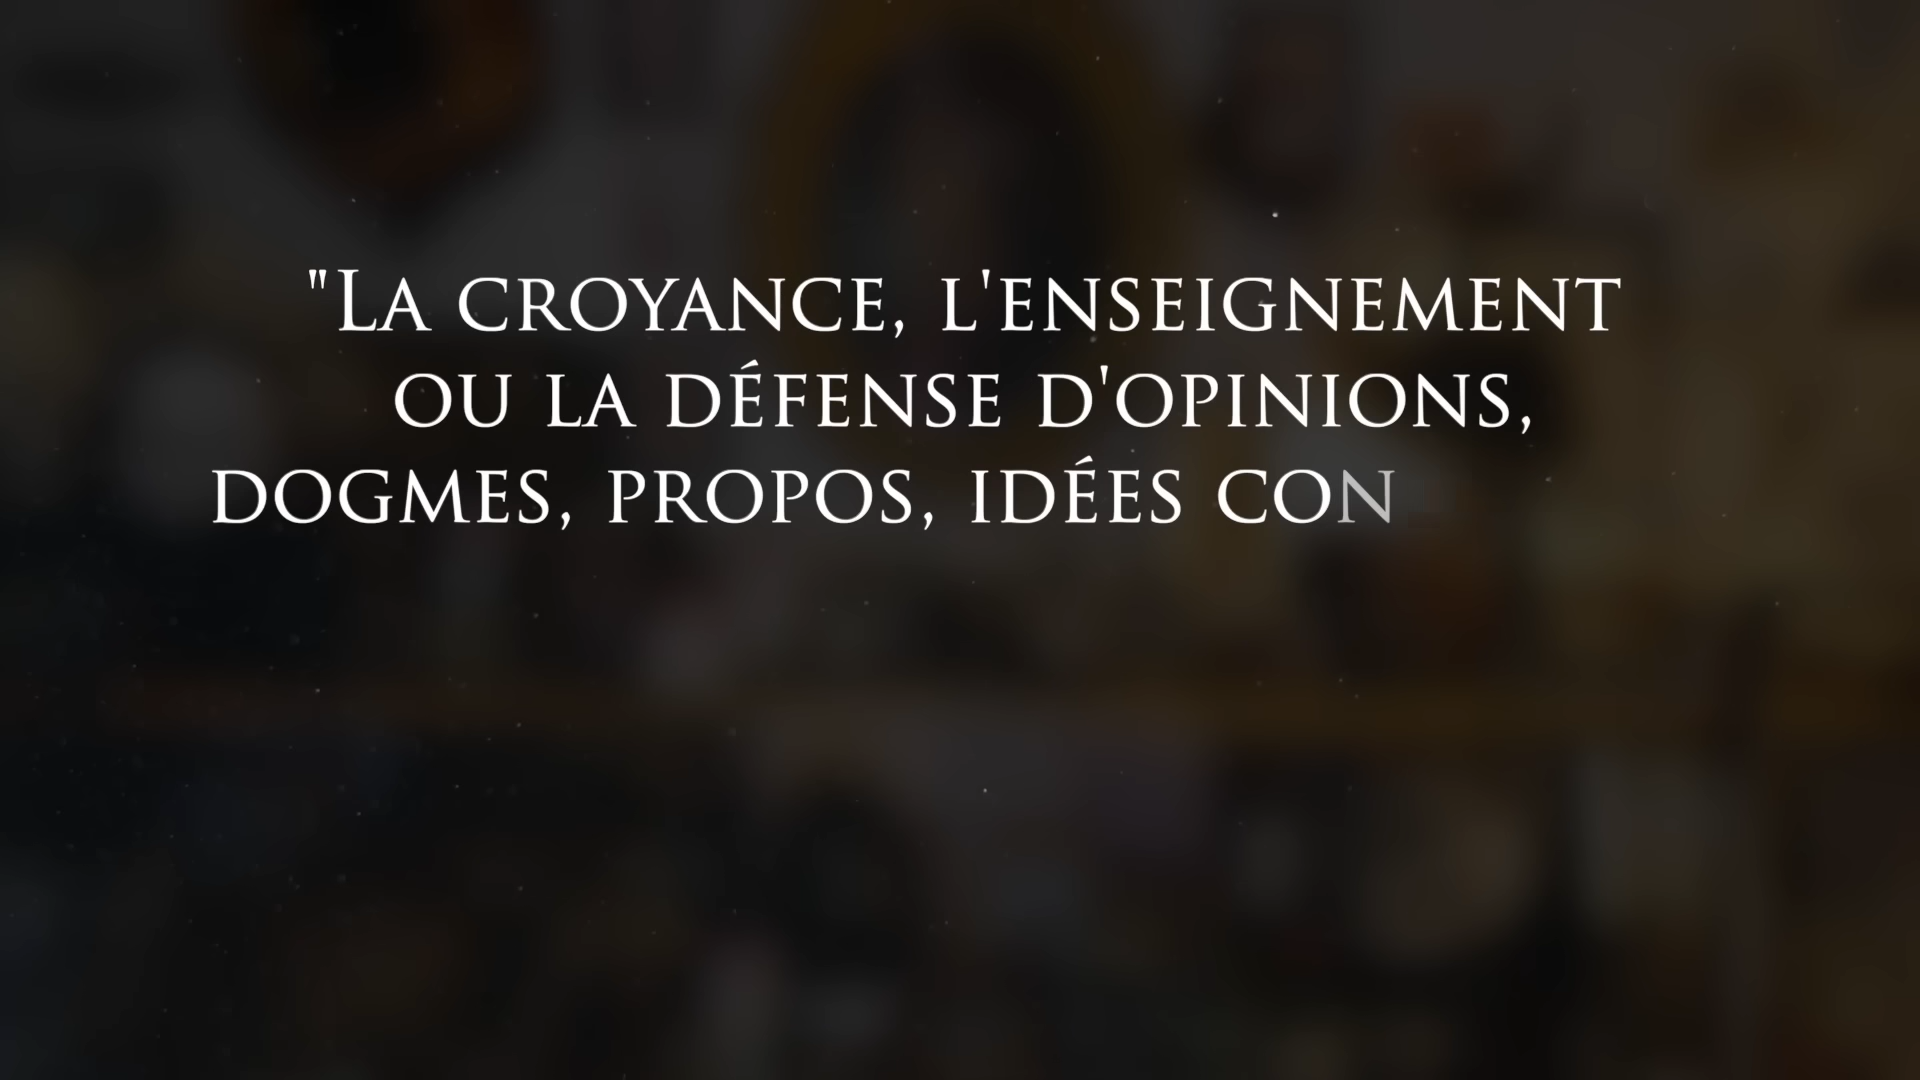 "La croyance, l'enseignement
ou la défense d'opinions,
dogmes, propos, idées con